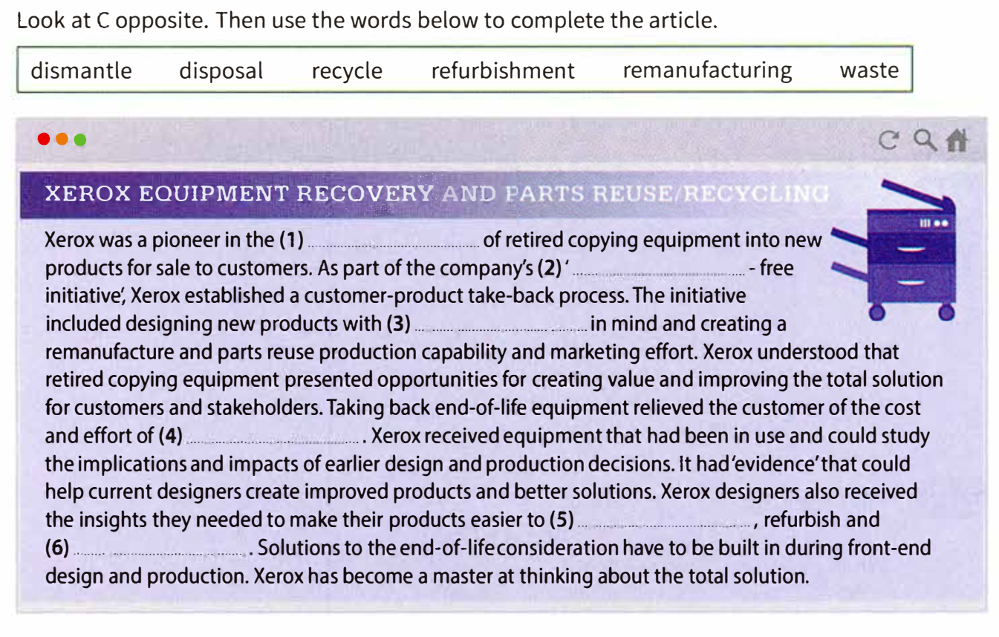 Look at C opposite. Then use the words below to complete the article.
dismantle disposal recycle refurbishment remanufacturing waste
XEROX EQUIPMENT RECOVERY AND PARTS REUSE/RECYCLING
Xerox was a pioneer in the (1) ........................ of retired copying equipment into new
products for sale to customers. As part of the company's (2) ' ........................ - free
initiative', Xerox established a customer-product take-back process. The initiative
included designing new products with (3) ........................ in mind and creating a
remanufacture and parts reuse production capability and marketing effort. Xerox understood that
retired copying equipment presented opportunities for creating value and improving the total solution
for customers and stakeholders. Taking back end-of-life equipment relieved the customer of the cost
and effort of (4) ........................ . Xerox received equipment that had been in use and could study
the implications and impacts of earlier design and production decisions. It had 'evidence' that could
help current designers create improved products and better solutions. Xerox designers also received
the insights they needed to make their products easier to (5) ........................ , refurbish and
(6) ........................ . Solutions to the end-of-life consideration have to be built in during front-end
design and production. Xerox has become a master at thinking about the total solution.